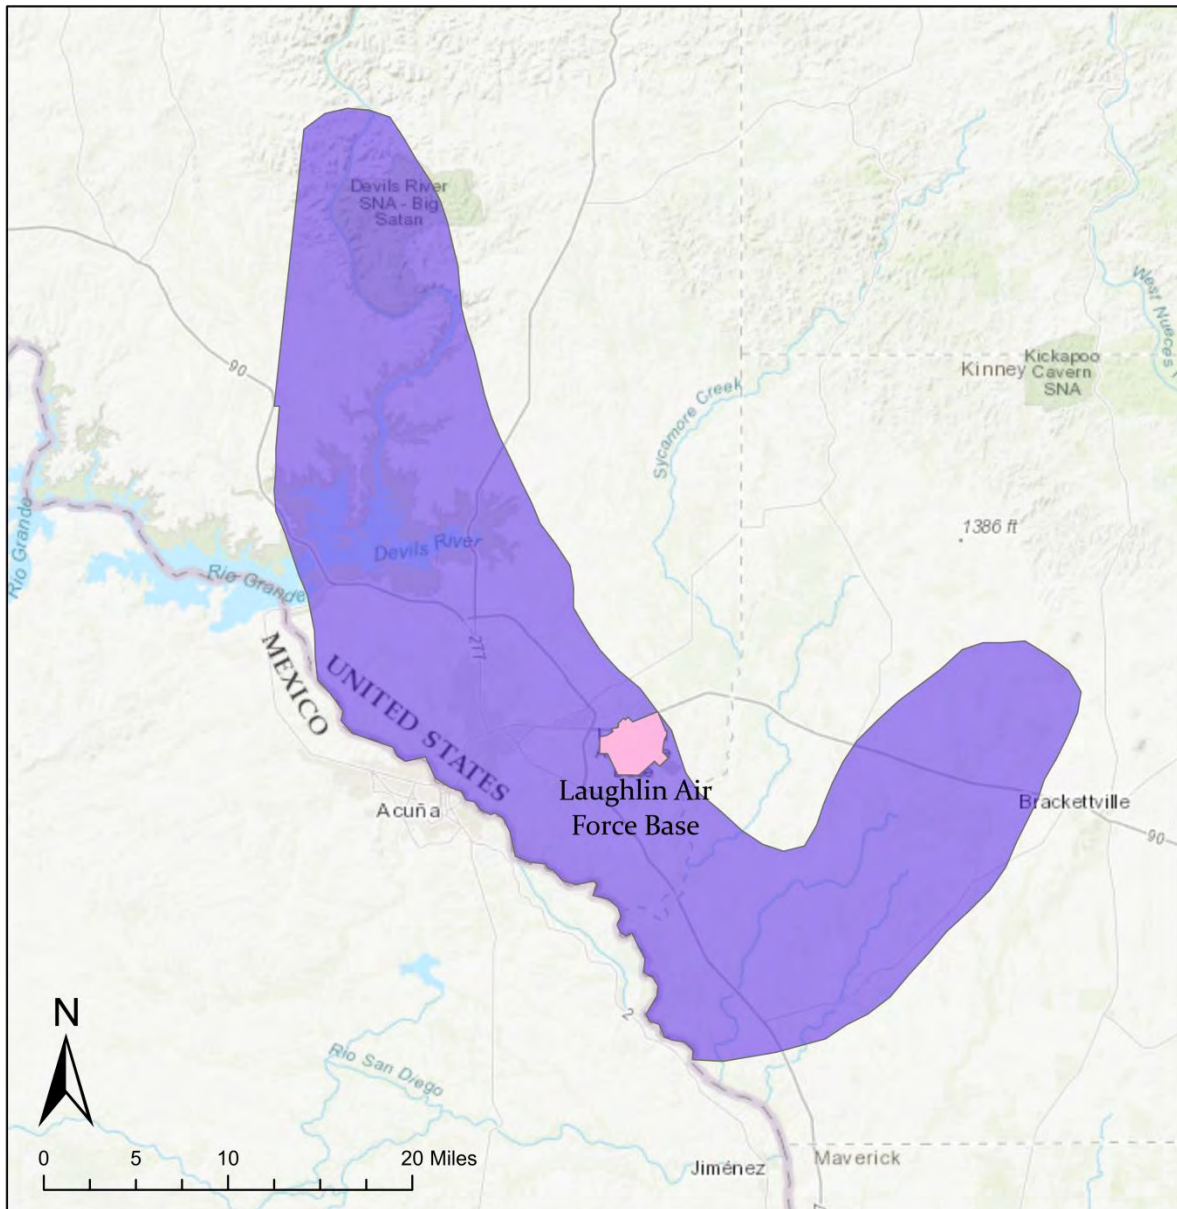 Devils River
SNA - Big
Satan
West Nueces
90
Kinney
Kickapoo
Cavern
SNA
Sycamore Creek
Rio Grande
1386 ft
Devils River
Rio Grande
277
MEXICO
UNITED STATES
Laughlin Air
Force Base
Acuña
Brackettville
90
2
N
Rio San Diego
0 5 10 20 Miles
Jiménez
Maverick